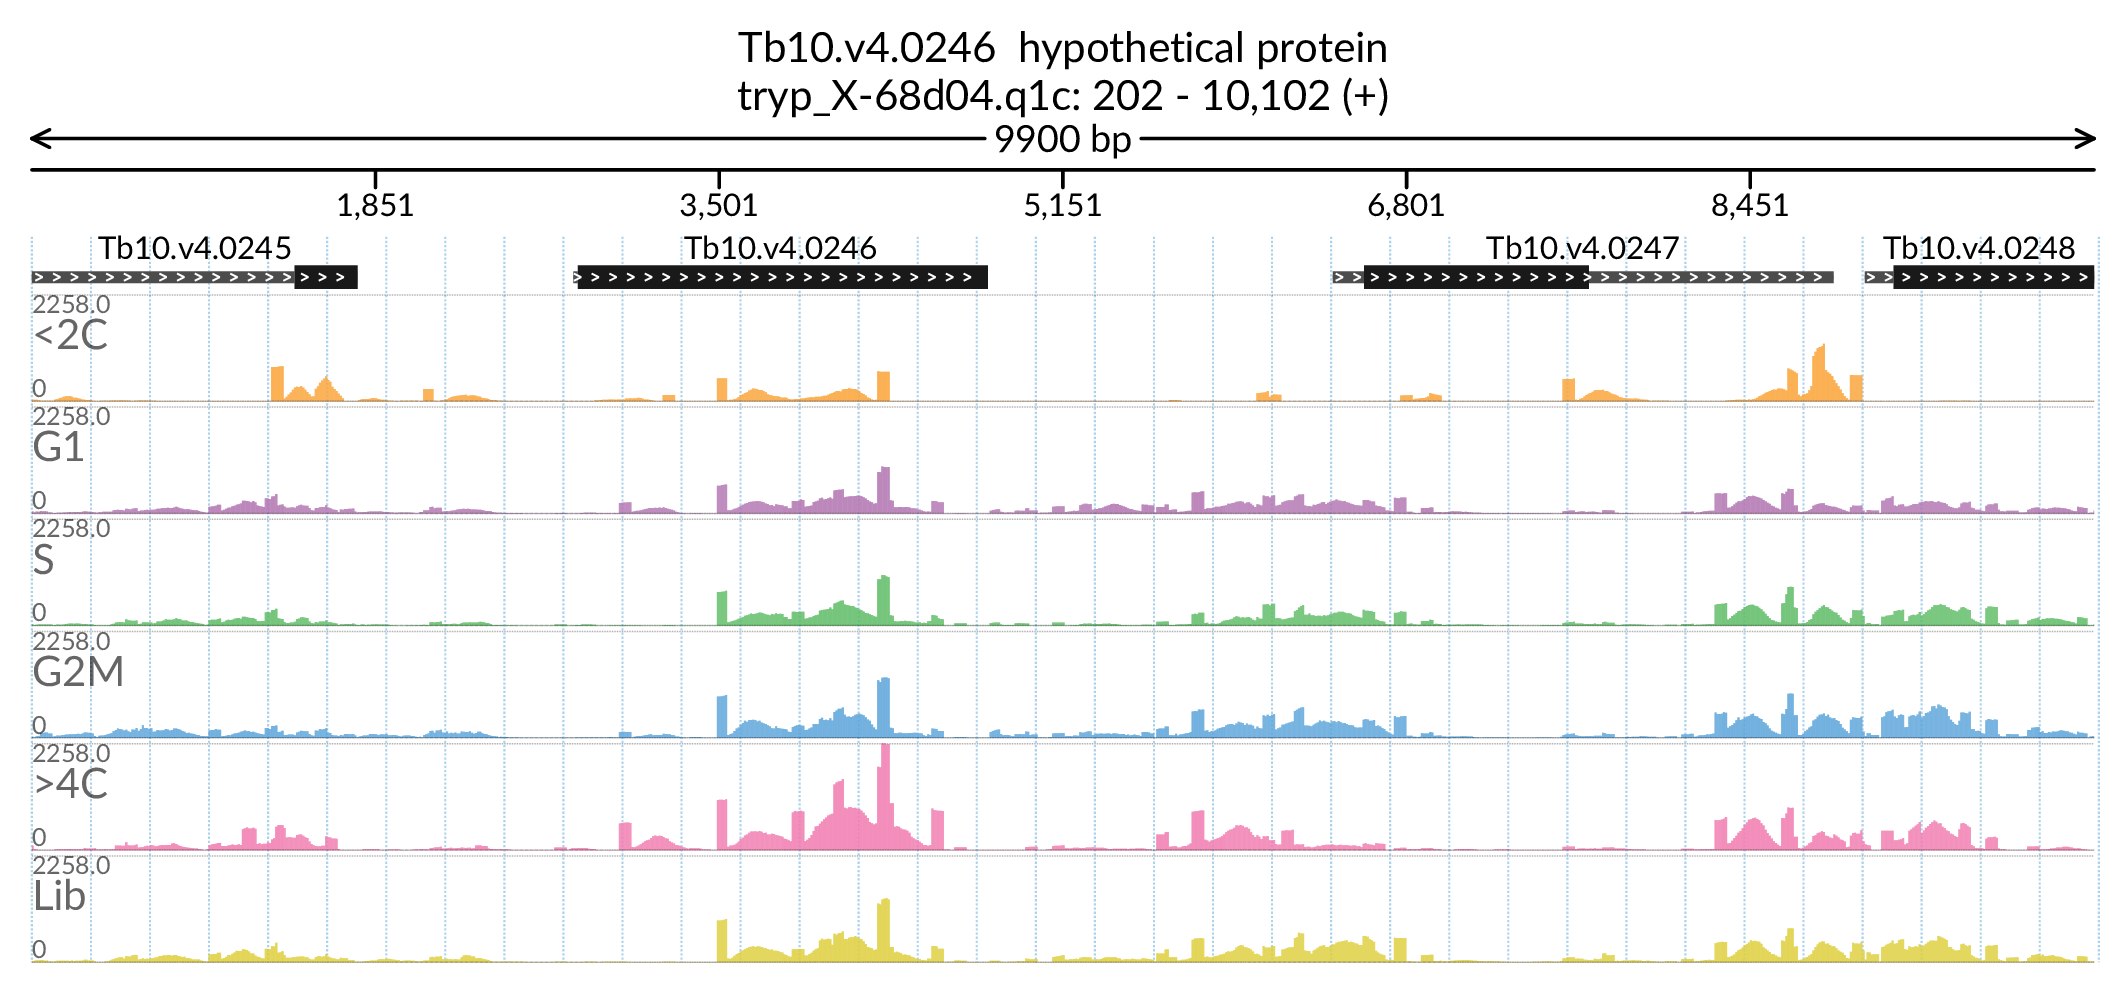 Tb10.v4.0246  hypothetical protein
tryp_X-68d04.q1c: 202 - 10,102 (+)
9900 bp
1,851 3,501 5,151 6,801 8,451
Tb10.v4.0245 Tb10.v4.0246 Tb10.v4.0247 Tb10.v4.0248
2258.0
<2C
0
2258.0
G1
0
2258.0
S
0
2258.0
G2M
0
2258.0
>4C
0
2258.0
Lib
0